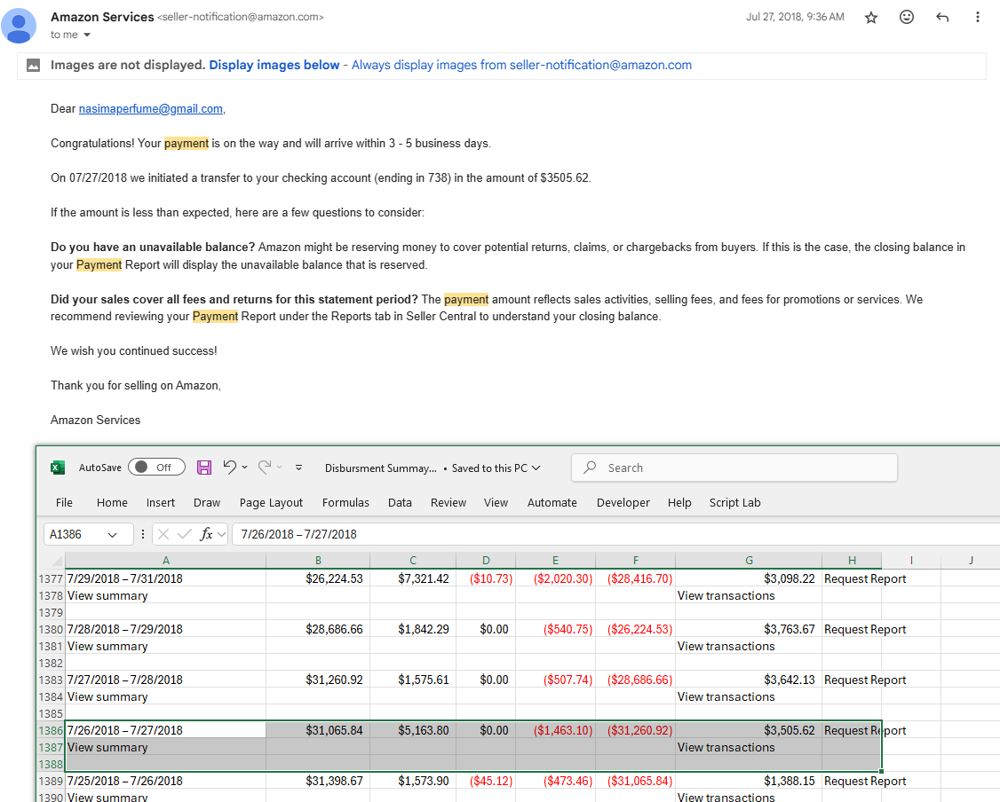 Amazon Services <seller-notification@amazon.com> Jul 27, 2018, 9:36 AM
to me
Images are not displayed. Display images below - Always display images from seller-notification@amazon.com
Dear nasimaperfume@gmail.com,
Congratulations! Your payment is on the way and will arrive within 3 - 5 business days.
On 07/27/2018 we initiated a transfer to your checking account (ending in 738) in the amount of $3505.62.
If the amount is less than expected, here are a few questions to consider:
Do you have an unavailable balance? Amazon might be reserving money to cover potential returns, claims, or chargebacks from buyers. If this is the case, the closing balance in
your Payment Report will display the unavailable balance that is reserved.
Did your sales cover all fees and returns for this statement period? The payment amount reflects sales activities, selling fees, and fees for promotions or services. We
recommend reviewing your Payment Report under the Reports tab in Seller Central to understand your closing balance.
We wish you continued success!
Thank you for selling on Amazon,
Amazon Services
AutoSave Off Disbursment Summay... • Saved to this PC Search
File Home Insert Draw Page Layout Formulas Data Review View Automate Developer Help Script Lab
A1386 fx 7/26/2018 – 7/27/2018
A B C D E F G H I J
1377 7/29/2018 – 7/31/2018 $26,224.53 $7,321.42 ($10.73) ($2,020.30) ($28,416.70) $3,098.22 Request Report
1378 View summary View transactions
1379
1380 7/28/2018 – 7/29/2018 $28,686.66 $1,842.29 $0.00 ($540.75) ($26,224.53) $3,763.67 Request Report
1381 View summary View transactions
1382
1383 7/27/2018 – 7/28/2018 $31,260.92 $1,575.61 $0.00 ($507.74) ($28,686.66) $3,642.13 Request Report
1384 View summary View transactions
1385
1386 7/26/2018 – 7/27/2018 $31,065.84 $5,163.80 $0.00 ($1,463.10) ($31,260.92) $3,505.62 Request Report
1387 View summary View transactions
1388
1389 7/25/2018 – 7/26/2018 $31,398.67 $1,573.90 ($45.12) ($473.46) ($31,065.84) $1,388.15 Request Report
1390 View summary View transactions